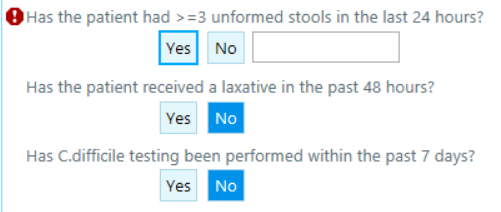 Has the patient had >=3 unformed stools in the last 24 hours?
Yes No
Has the patient received a laxative in the past 48 hours?
Yes No
Has C.difficile testing been performed within the past 7 days?
Yes No